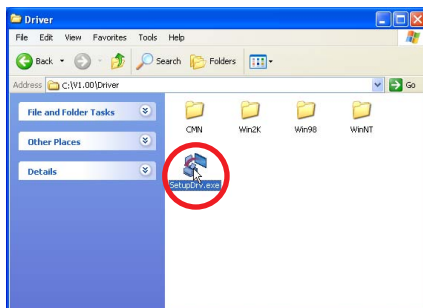 Driver
File Edit View Favorites Tools Help
Back Search Folders
Address C:\V1.00\Driver Go
File and Folder Tasks
Other Places
Details
CMN Win2K Win98 WinNT
SetupDrv.exe